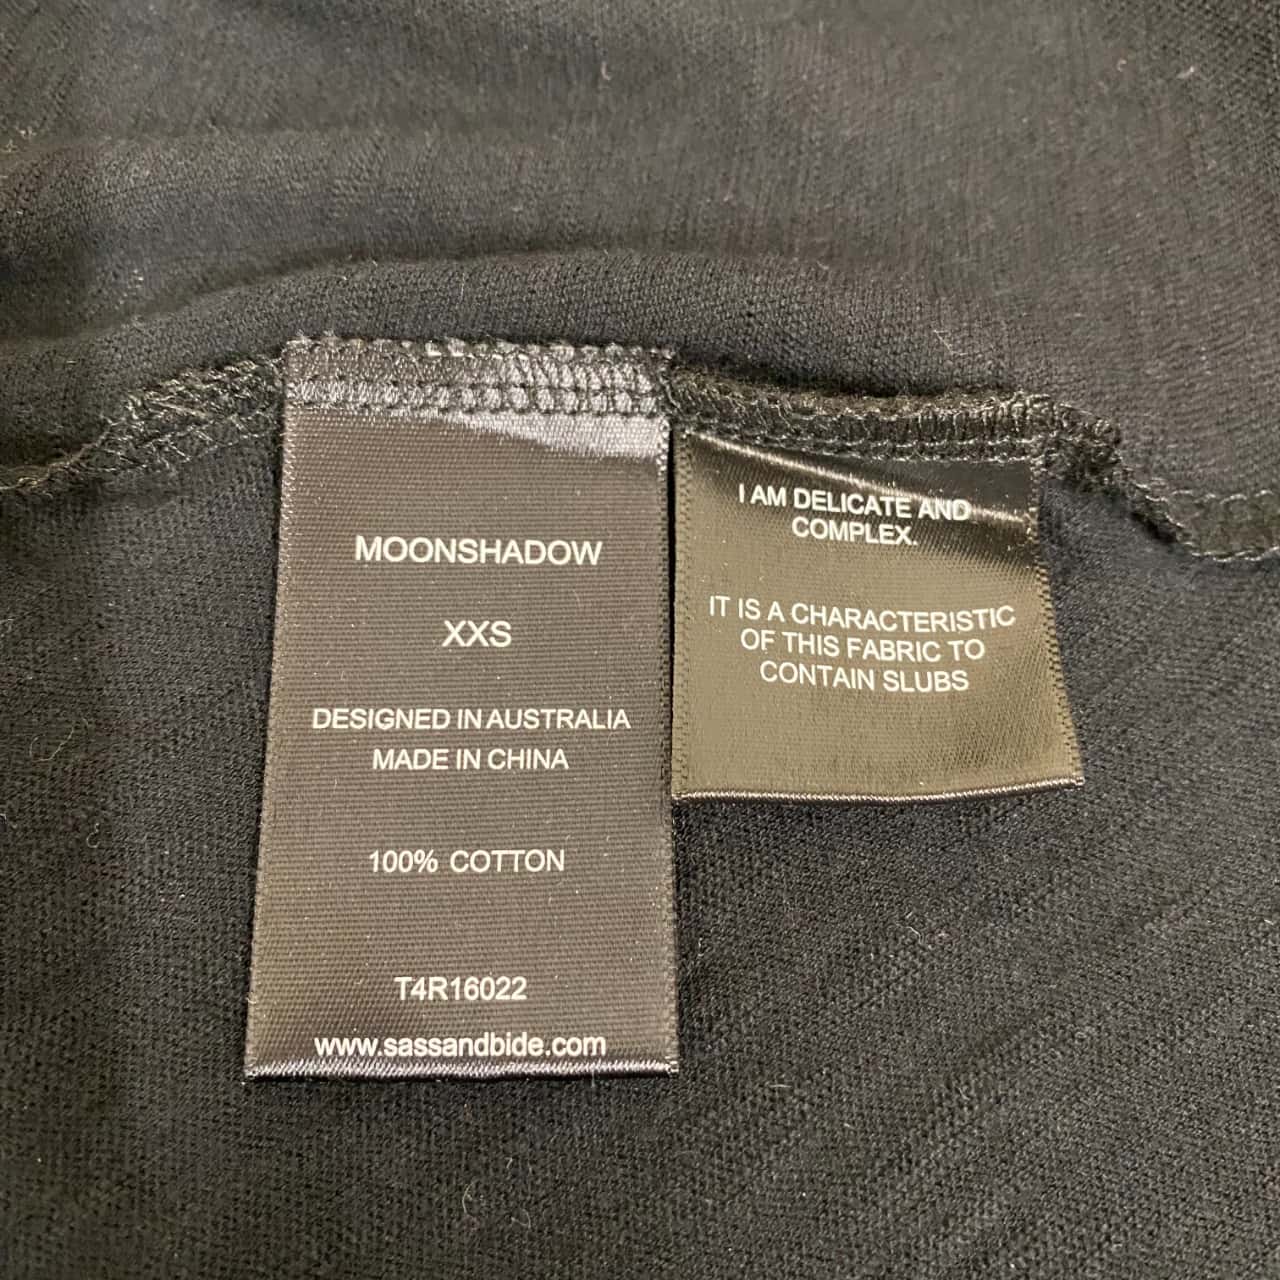 MOONSHADOW
XXS
DESIGNED IN AUSTRALIA
MADE IN CHINA
100% COTTON
T4R16022
www.sassandbide.com
I AM DELICATE AND
COMPLEX.
IT IS A CHARACTERISTIC
OF THIS FABRIC TO
CONTAIN SLUBS